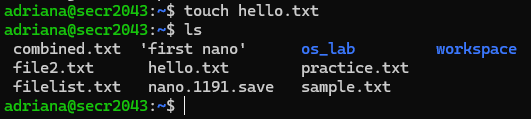 adriana@secr2043:~$ touch hello.txt
adriana@secr2043:~$ ls
combined.txt 'first nano' os_lab workspace
file2.txt hello.txt practice.txt
filelist.txt nano.1191.save sample.txt
adriana@secr2043:~$